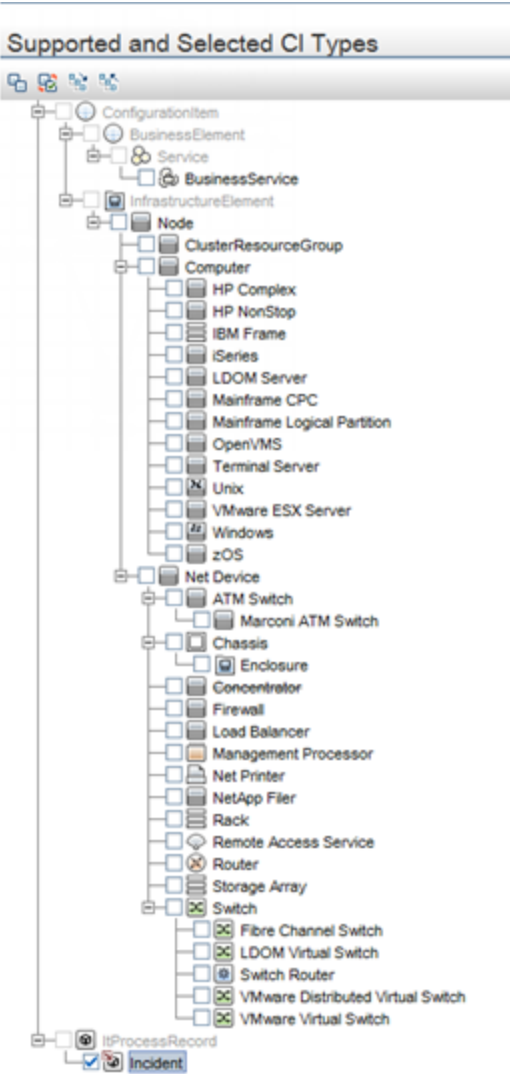 Supported and Selected CI Types
ConfigurationItem
BusinessElement
Service
BusinessService
InfrastructureElement
Node
ClusterResourceGroup
Computer
HP Complex
HP NonStop
IBM Frame
iSeries
LDOM Server
Mainframe CPC
Mainframe Logical Partition
OpenVMS
Terminal Server
Unix
VMware ESX Server
Windows
zOS
Net Device
ATM Switch
Marconi ATM Switch
Chassis
Enclosure
Concentrator
Firewall
Load Balancer
Management Processor
Net Printer
NetApp Filer
Rack
Remote Access Service
Router
Storage Array
Switch
Fibre Channel Switch
LDOM Virtual Switch
Switch Router
VMware Distributed Virtual Switch
VMware Virtual Switch
ItProcessRecord
Incident